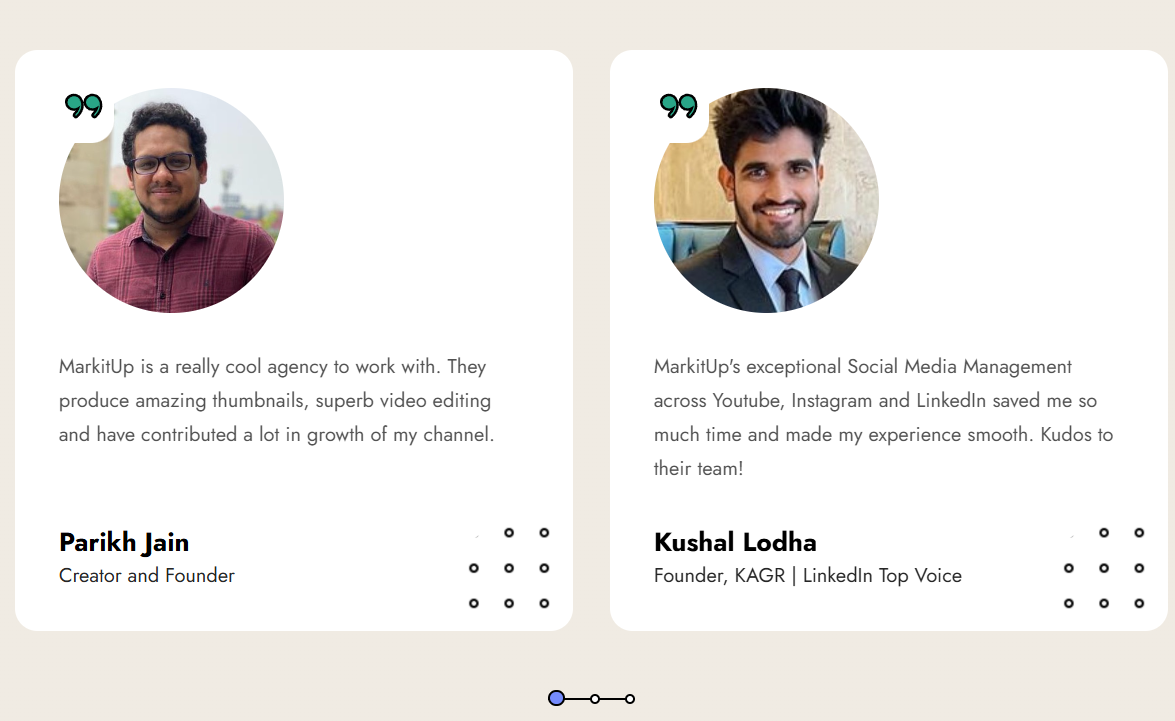 MarkitUp is a really cool agency to work with. They
produce amazing thumbnails, superb video editing
and have contributed a lot in growth of my channel.
Parikh Jain
Creator and Founder
MarkitUp's exceptional Social Media Management
across Youtube, Instagram and LinkedIn saved me so
much time and made my experience smooth. Kudos to
their team!
Kushal Lodha
Founder, KAGR | LinkedIn Top Voice